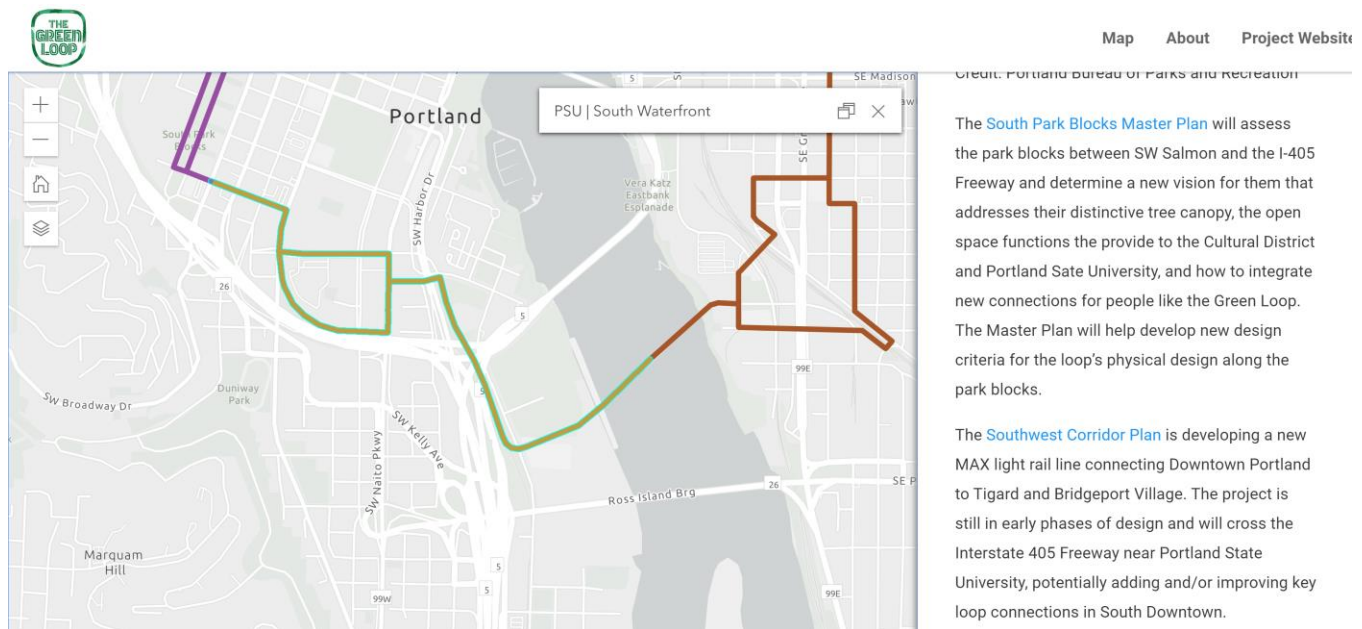 THE
GREEN
LOOP
Map About Project Website
Portland
PSU | South Waterfront
5
SE Madison
South Park
Blocks
SW Harbor Dr
Vera Katz
Eastbank
Esplanade
26
5
99E
Duniway
Park
SW Broadway Dr
SW Kelly Ave
SW Naito Pkwy
Ross Island Brg
26
SE P
5
Marquam
Hill
5
5
99W
99E
Credit: Portland Bureau of Parks and Recreation
The South Park Blocks Master Plan will assess
the park blocks between SW Salmon and the I-405
Freeway and determine a new vision for them that
addresses their distinctive tree canopy, the open
space functions the provide to the Cultural District
and Portland Sate University, and how to integrate
new connections for people like the Green Loop.
The Master Plan will help develop new design
criteria for the loop's physical design along the
park blocks.
The Southwest Corridor Plan is developing a new
MAX light rail line connecting Downtown Portland
to Tigard and Bridgeport Village. The project is
still in early phases of design and will cross the
Interstate 405 Freeway near Portland State
University, potentially adding and/or improving key
loop connections in South Downtown.